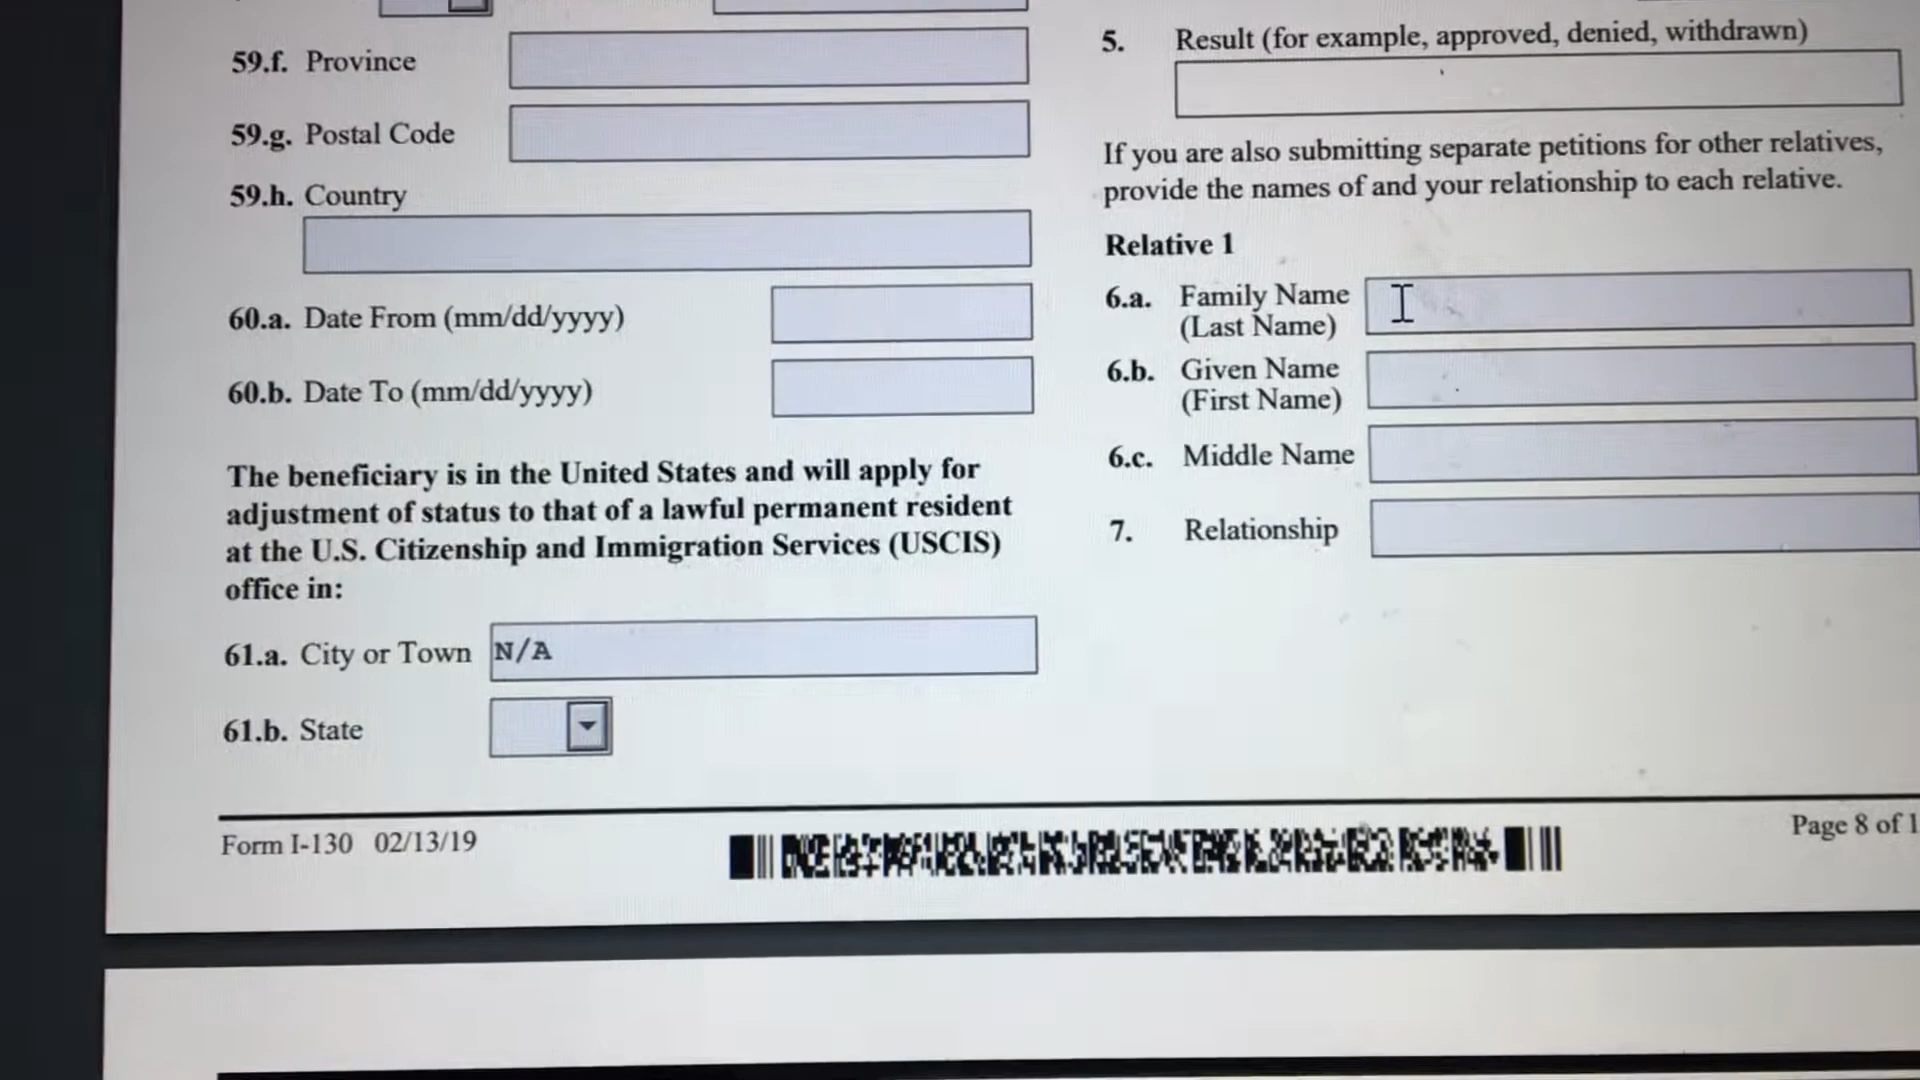 59.f. Province
59.g. Postal Code
59.h. Country
60.a. Date From (mm/dd/yyyy)
60.b. Date To (mm/dd/yyyy)
The beneficiary is in the United States and will apply for
adjustment of status to that of a lawful permanent resident
at the U.S. Citizenship and Immigration Services (USCIS)
office in:
61.a. City or Town N/A
61.b. State
5. Result (for example, approved, denied, withdrawn)
If you are also submitting separate petitions for other relatives,
provide the names of and your relationship to each relative.
Relative 1
6.a. Family Name
(Last Name)
6.b. Given Name
(First Name)
6.c. Middle Name
7. Relationship
Form I-130 02/13/19
Page 8 of 1